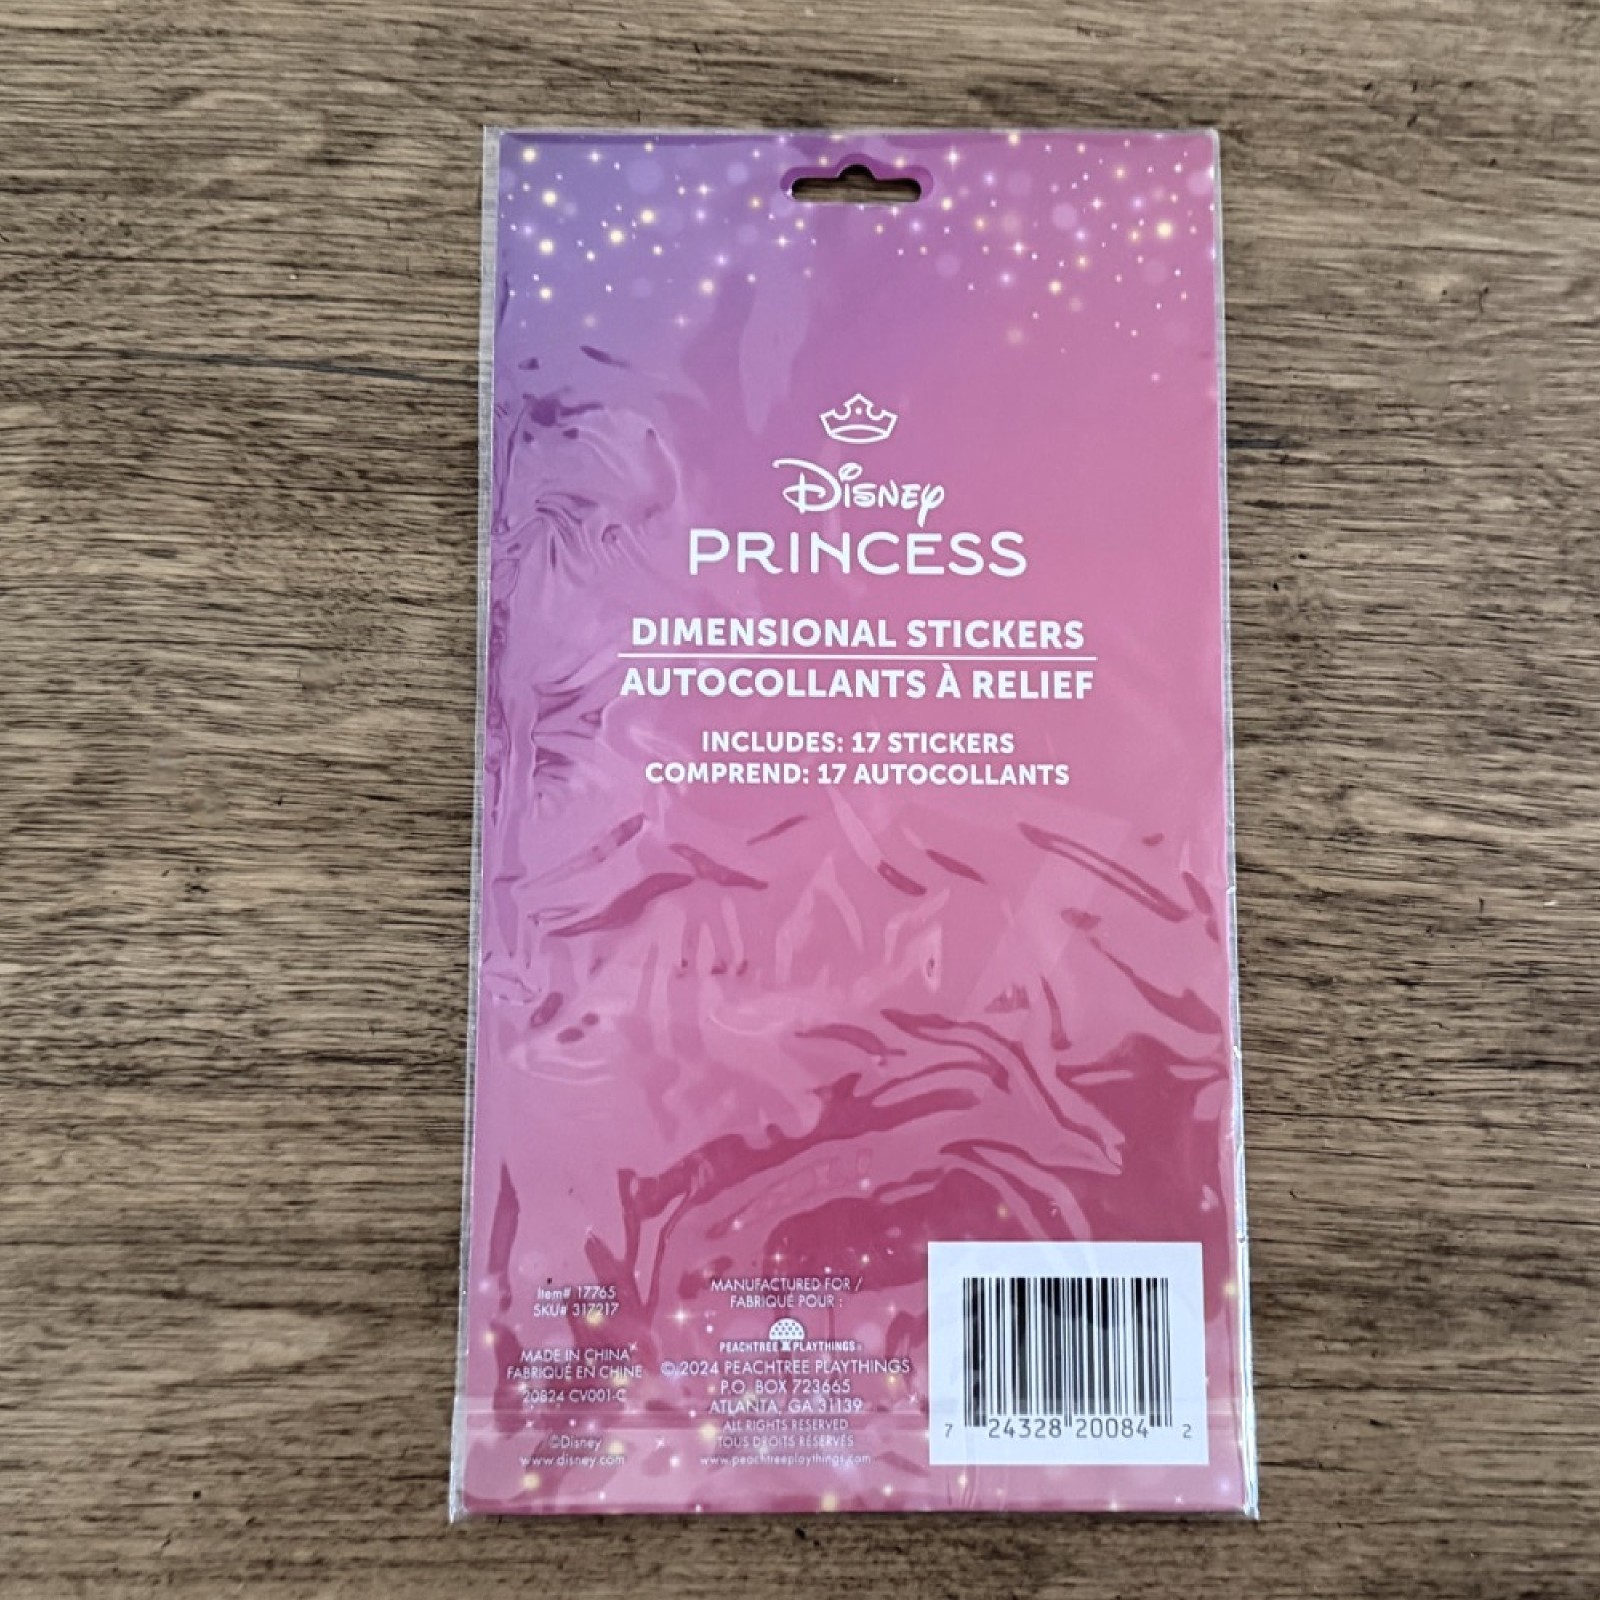 Disney
PRINCESS
DIMENSIONAL STICKERS
AUTOCOLLANTS À RELIEF
INCLUDES: 17 STICKERS
COMPREND: 17 AUTOCOLLANTS
Item# 17765
SKU# 317217
MADE IN CHINA
FABRIQUÉ EN CHINE
20824 CV001-C
©Disney
www.disney.com
MANUFACTURED FOR /
FABRIQUÉ POUR :
PEACHTREE PLAYTHINGS®
©2024 PEACHTREE PLAYTHINGS
P.O. BOX 723665
ATLANTA, GA 31139
ALL RIGHTS RESERVED
TOUS DROITS RÉSERVÉS
www.peachtreeplaythings.com
7 24328 20084 2